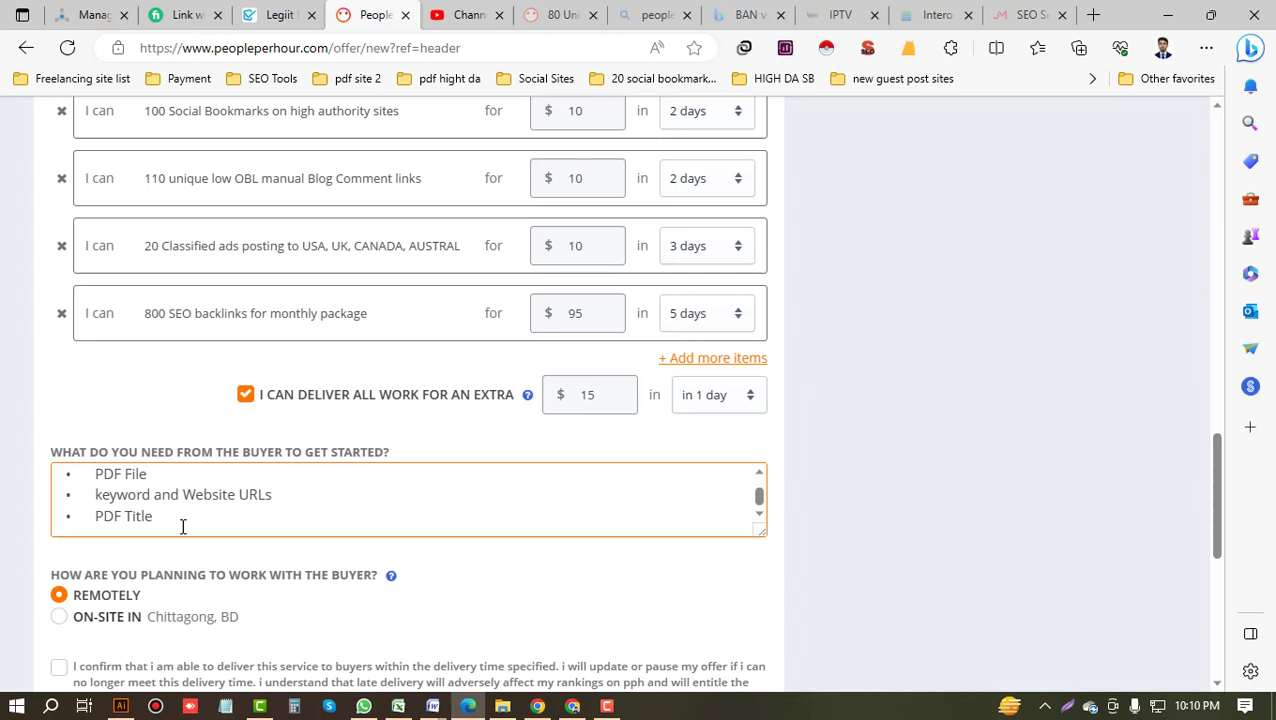 Manag
Link w
Legit I
People
Chann
80 Uni
people
BAN v
IPTV
Intero
SEO S
https://www.peopleperhour.com/offer/new?ref=header
Freelancing site list
Payment
SEO Tools
pdf site 2
pdf hight da
Social Sites
20 social bookmark...
HIGH DA SB
new guest post sites
Other favorites
I can 100 Social Bookmarks on high authority sites for $ 10 in 2 days
I can 110 unique low OBL manual Blog Comment links for $ 10 in 2 days
I can 20 Classified ads posting to USA, UK, CANADA, AUSTRAL for $ 10 in 3 days
I can 800 SEO backlinks for monthly package for $ 95 in 5 days
+ Add more items
I CAN DELIVER ALL WORK FOR AN EXTRA $ 15 in in 1 day
WHAT DO YOU NEED FROM THE BUYER TO GET STARTED?
• PDF File
• keyword and Website URLs
• PDF Title
HOW ARE YOU PLANNING TO WORK WITH THE BUYER?
REMOTELY
ON-SITE IN Chittagong, BD
I confirm that i am able to deliver this service to buyers within the delivery time specified. i will update or pause my offer if i can
no longer meet this delivery time. i understand that late delivery will adversely affect my rankings on pph and will entitle the
10:10 PM